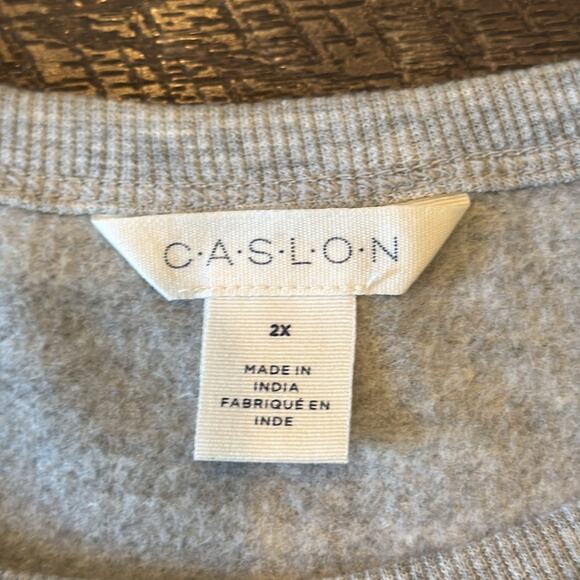 C·A·S·L·O·N
2X
MADE IN
INDIA
FABRIQUÉ EN
INDE